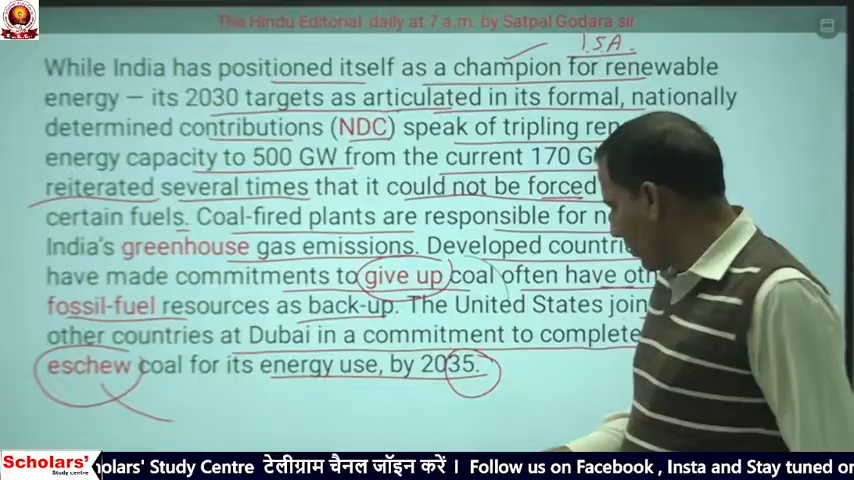 The Hindu Editorial daily at 7 a.m. by Satpal Godara sir
I.S.A.
While India has positioned itself as a champion for renewable
energy — its 2030 targets as articulated in its formal, nationally
determined contributions (NDC) speak of tripling ren
energy capacity to 500 GW from the current 170 G
reiterated several times that it could not be forced
certain fuels. Coal-fired plants are responsible for n
India's greenhouse gas emissions. Developed countri
have made commitments to give up coal often have oth
fossil-fuel resources as back-up. The United States join
other countries at Dubai in a commitment to complete
eschew coal for its energy use, by 2035.
Scholars'
Study centre
holars' Study Centre टेलीग्राम चैनल जॉइन करें । Follow us on Facebook , Insta and Stay tuned or